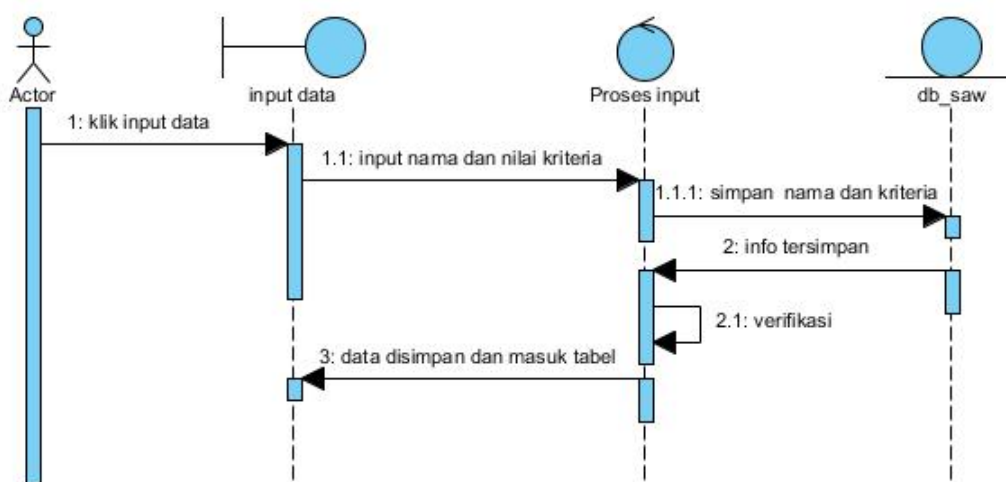 Actor
input data
Proses input
db_saw
1: klik input data
1.1: input nama dan nilai kriteria
1.1.1: simpan nama dan kriteria
2: info tersimpan
2.1: verifikasi
3: data disimpan dan masuk tabel